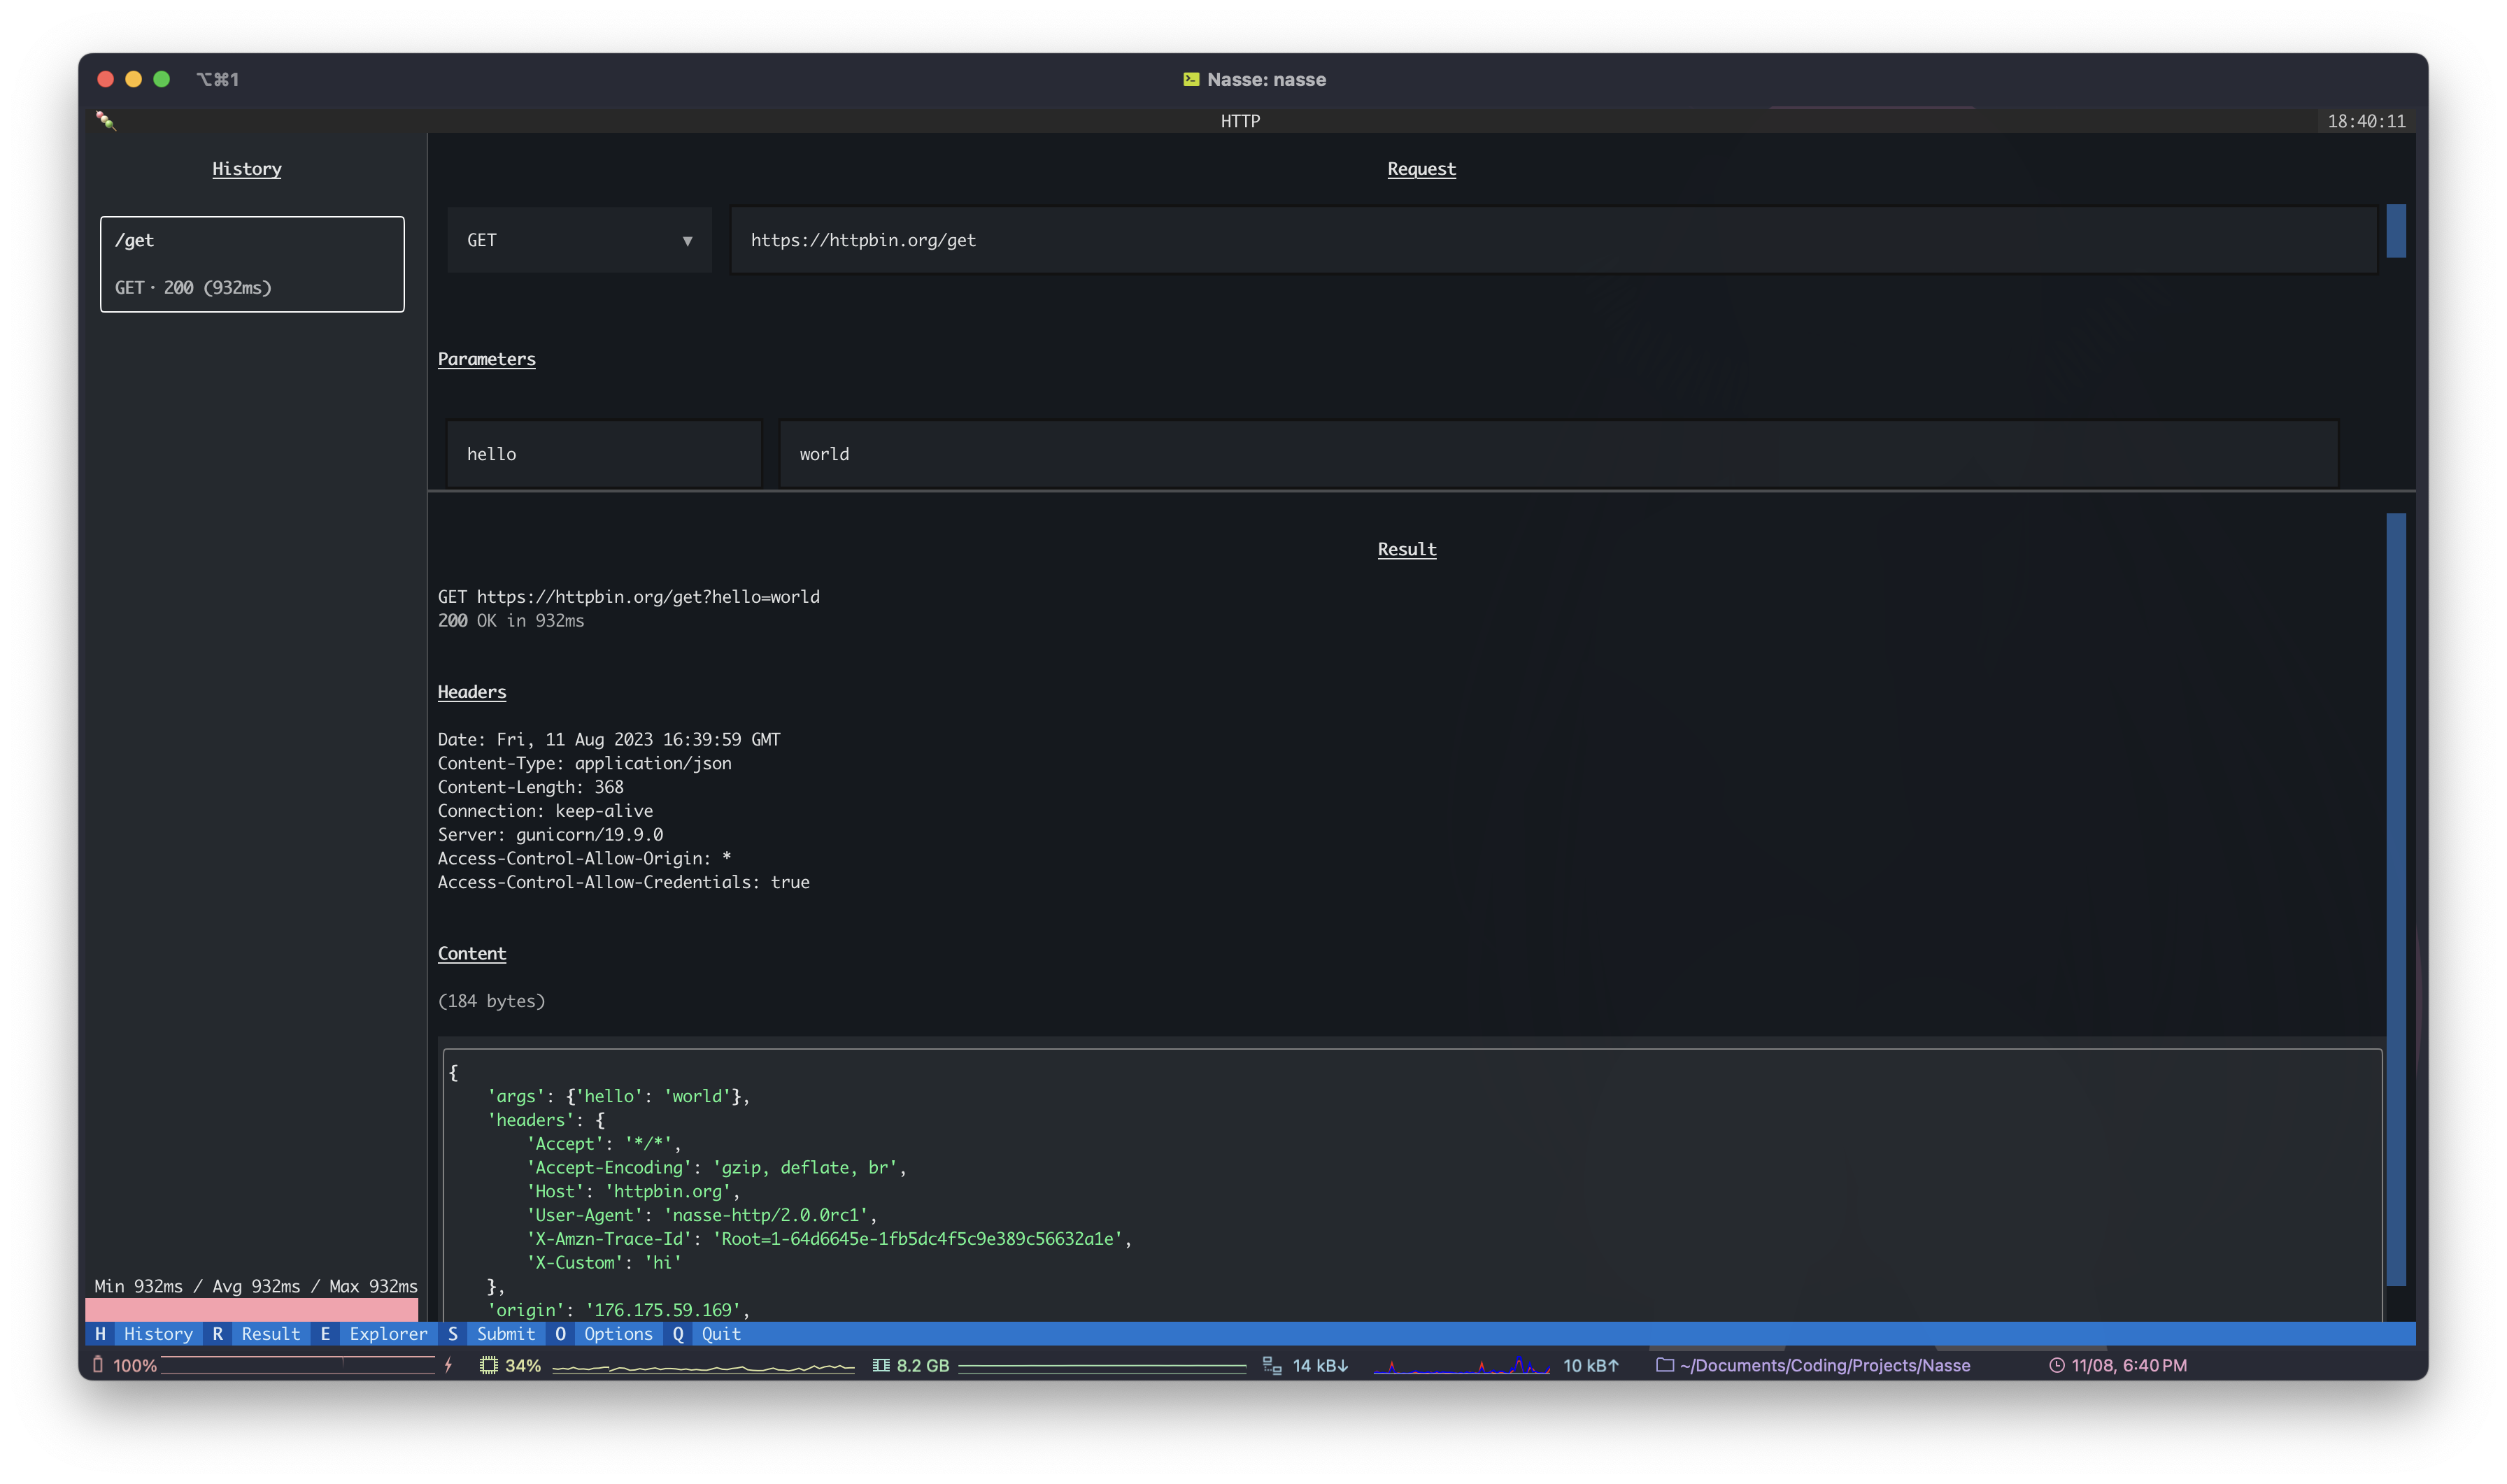 ⌥⌘1
Nasse: nasse
HTTP
18:40:11
History
/get
GET · 200 (932ms)
Request
GET ▼
https://httpbin.org/get
Parameters
hello
world
Result
GET https://httpbin.org/get?hello=world
200 OK in 932ms
Headers
Date: Fri, 11 Aug 2023 16:39:59 GMT
Content-Type: application/json
Content-Length: 368
Connection: keep-alive
Server: gunicorn/19.9.0
Access-Control-Allow-Origin: *
Access-Control-Allow-Credentials: true
Content
(184 bytes)
{
    'args': {'hello': 'world'},
    'headers': {
        'Accept': '*/*',
        'Accept-Encoding': 'gzip, deflate, br',
        'Host': 'httpbin.org',
        'User-Agent': 'nasse-http/2.0.0rc1',
        'X-Amzn-Trace-Id': 'Root=1-64d6645e-1fb5dc4f5c9e389c56632a1e',
        'X-Custom': 'hi'
    },
    'origin': '176.175.59.169',
Min 932ms / Avg 932ms / Max 932ms
H History R Result E Explorer S Submit O Options Q Quit
100% 34% 8.2 GB 14 kB↓ 10 kB↑ ~/Documents/Coding/Projects/Nasse 11/08, 6:40 PM